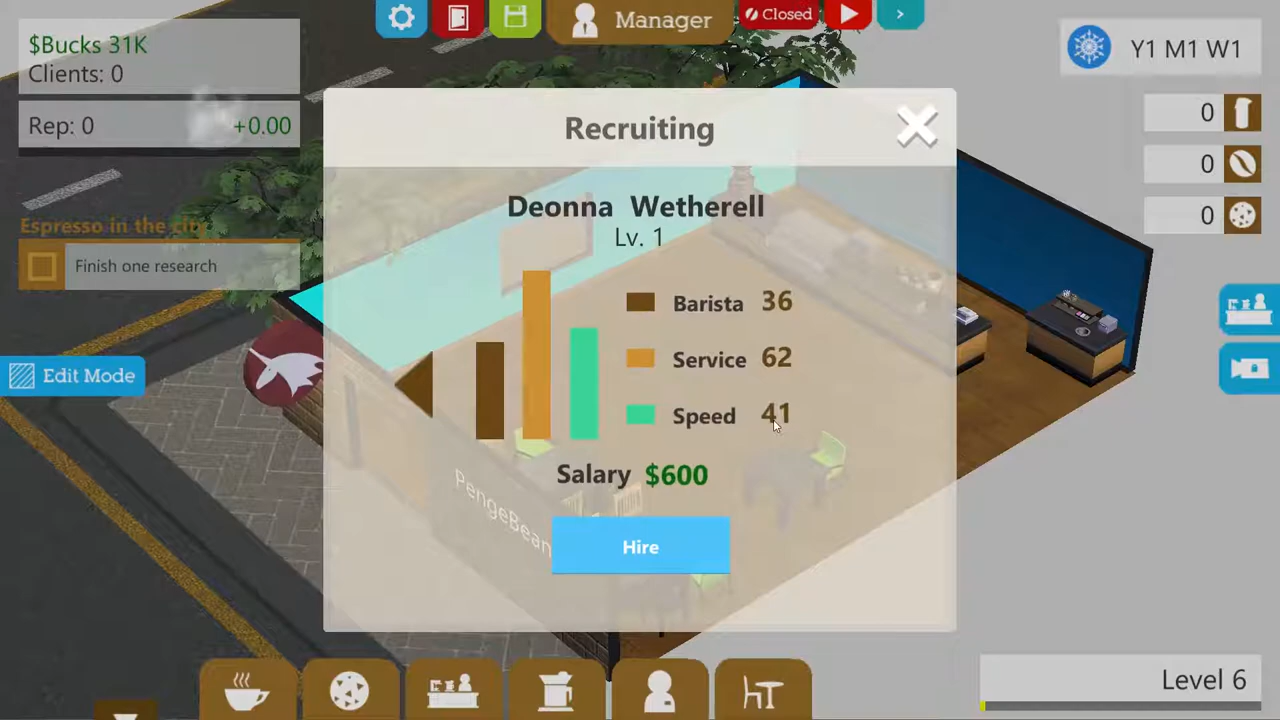 $Bucks 31K
Clients: 0
Rep: 0 +0.00
Manager
Closed
Y1 M1 W1
0
0
0
Espresso in the city
Finish one research
Edit Mode
Recruiting
Deonna Wetherell
Lv. 1
Barista 36
Service 62
Speed 41
Salary $600
Hire
PengeBean
Level 6